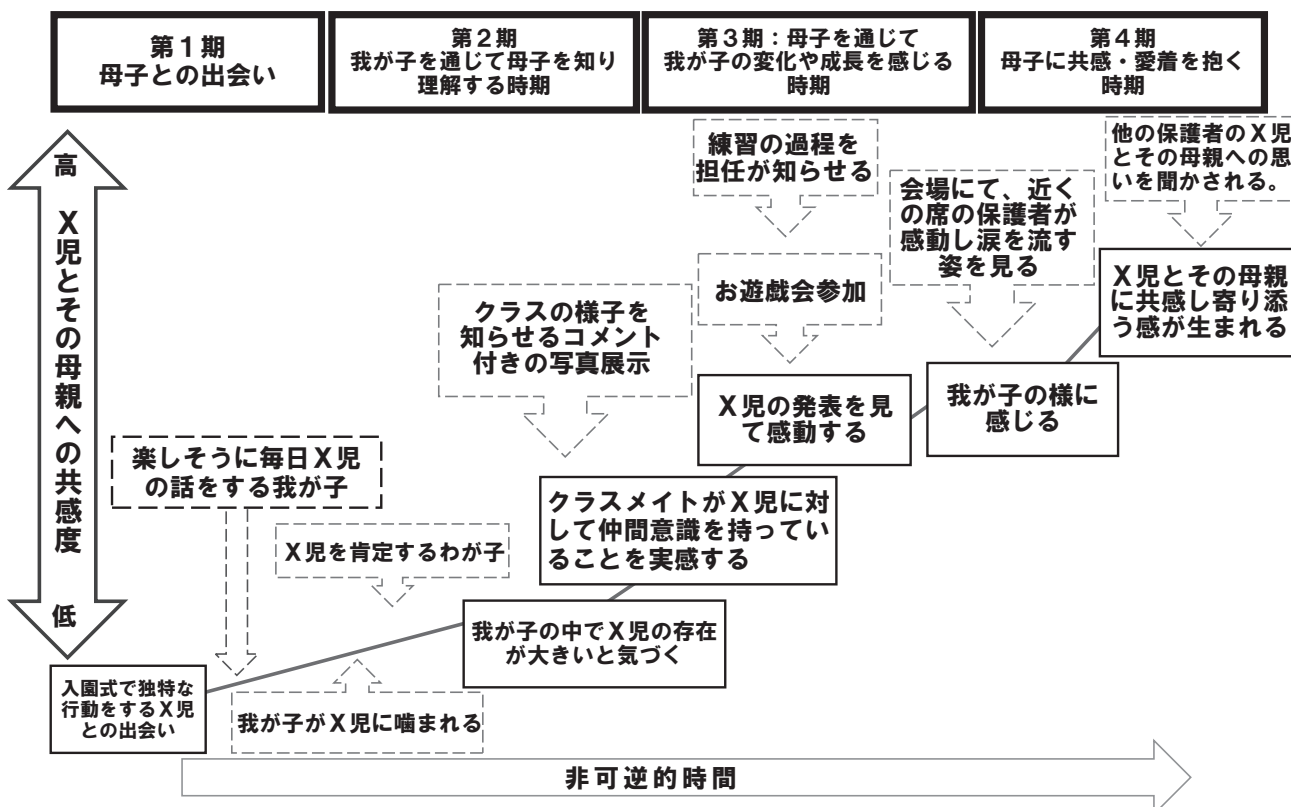 第１期
母子との出会い
第２期
我が子を通じて母子を知り
理解する時期
第３期：母子を通じて
我が子の変化や成長を感じる
時期
第４期
母子に共感・愛着を抱く
時期
高
Ｘ児とその母親への共感度
低
練習の過程を
担任が知らせる
他の保護者のＸ児
とその母親への思
いを聞かされる。
会場にて、近く
の席の保護者が
感動し涙を流す
姿を見る
お遊戯会参加
Ｘ児とその母親
に共感し寄り添
う感が生まれる
クラスの様子を
知らせるコメント
付きの写真展示
我が子の様に
感じる
Ｘ児の発表を見
て感動する
楽しそうに毎日Ｘ児
の話をする我が子
クラスメイトがＸ児に対
して仲間意識を持ってい
ることを実感する
Ｘ児を肯定するわが子
我が子の中でＸ児の存在
が大きいと気づく
入園式で独特な
行動をするＸ児
との出会い
我が子がＸ児に噛まれる
非可逆的時間